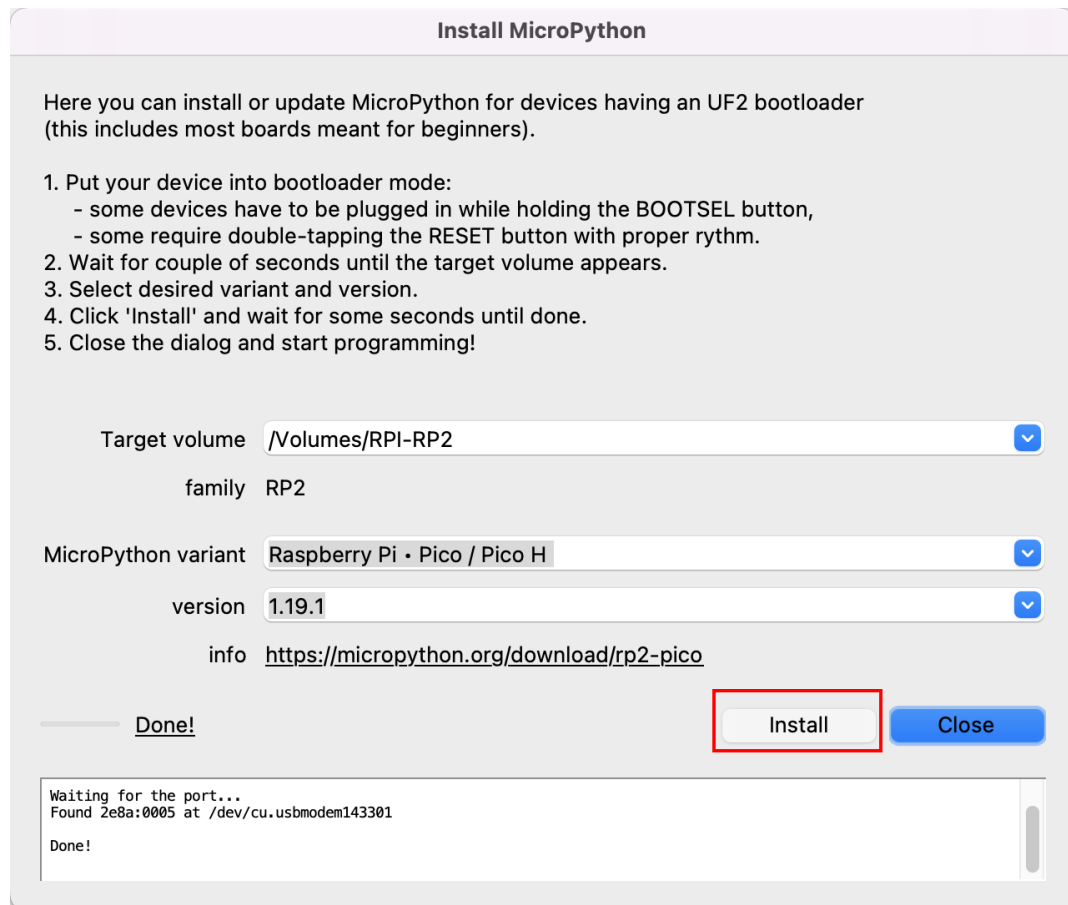 Install MicroPython
Here you can install or update MicroPython for devices having an UF2 bootloader
(this includes most boards meant for beginners).
1. Put your device into bootloader mode:
- some devices have to be plugged in while holding the BOOTSEL button,
- some require double-tapping the RESET button with proper rythm.
2. Wait for couple of seconds until the target volume appears.
3. Select desired variant and version.
4. Click 'Install' and wait for some seconds until done.
5. Close the dialog and start programming!
Target volume /Volumes/RPI-RP2
family RP2
MicroPython variant Raspberry Pi • Pico / Pico H
version 1.19.1
info https://micropython.org/download/rp2-pico
Done! Install Close
Waiting for the port...
Found 2e8a:0005 at /dev/cu.usbmodem143301
Done!